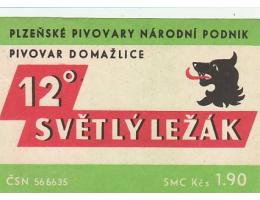 PLZEŇSKÉ PIVOVARY NÁRODNÍ PODNIK
PIVOVAR DOMAŽLICE
12°
SVĚTLÝ LEŽÁK
ČSN 566635 SMC Kčs 1.90